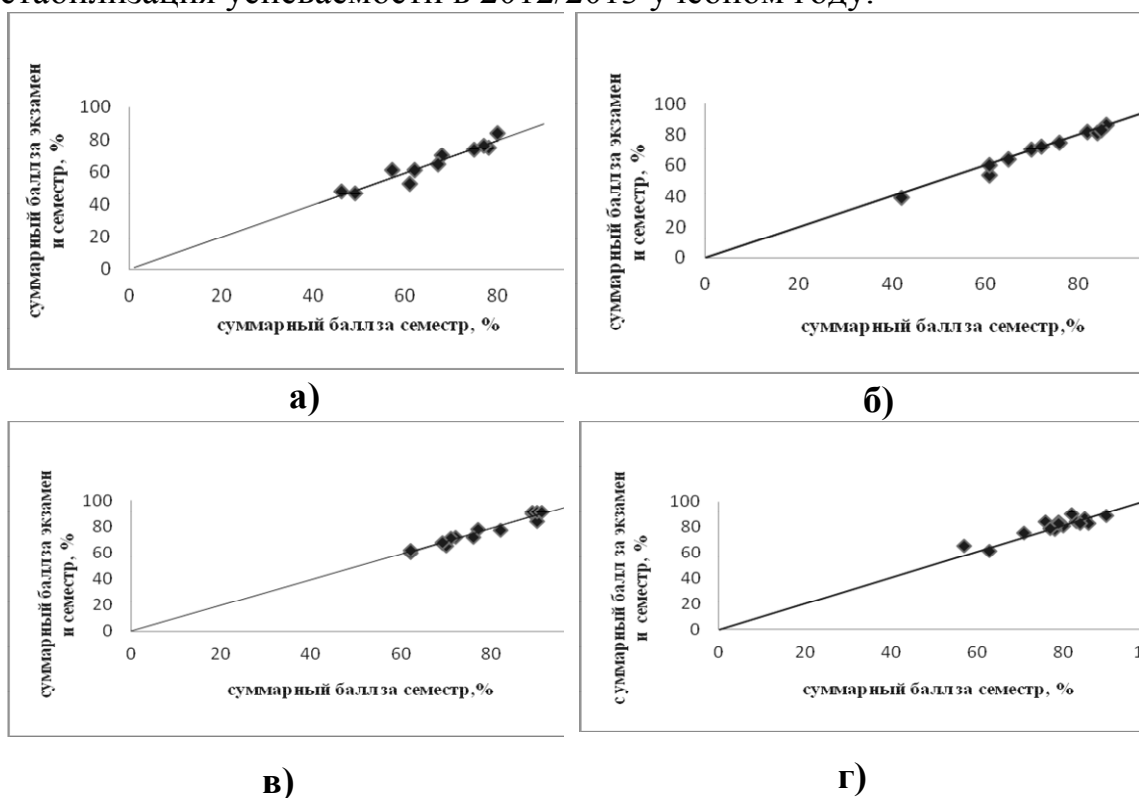 стабилизация успеваемости в 2012/2013 учебном году.
суммарный балл за экзамен
и семестр, %
100
80
60
40
20
0
0 20 40 60 80
суммарный балл за семестр, %
а)
суммарный балл за экзамен
и семестр, %
100
80
60
40
20
0
0 20 40 60 80
суммарный балл за семестр,%
б)
суммарный балл за экзамен
и семестр, %
100
80
60
40
20
0
0 20 40 60 80
суммарный балл за семестр,%
в)
суммарный балл за экзамен
и семестр, %
100
80
60
40
20
0
0 20 40 60 80 1
суммарный балл за семестр, %
г)